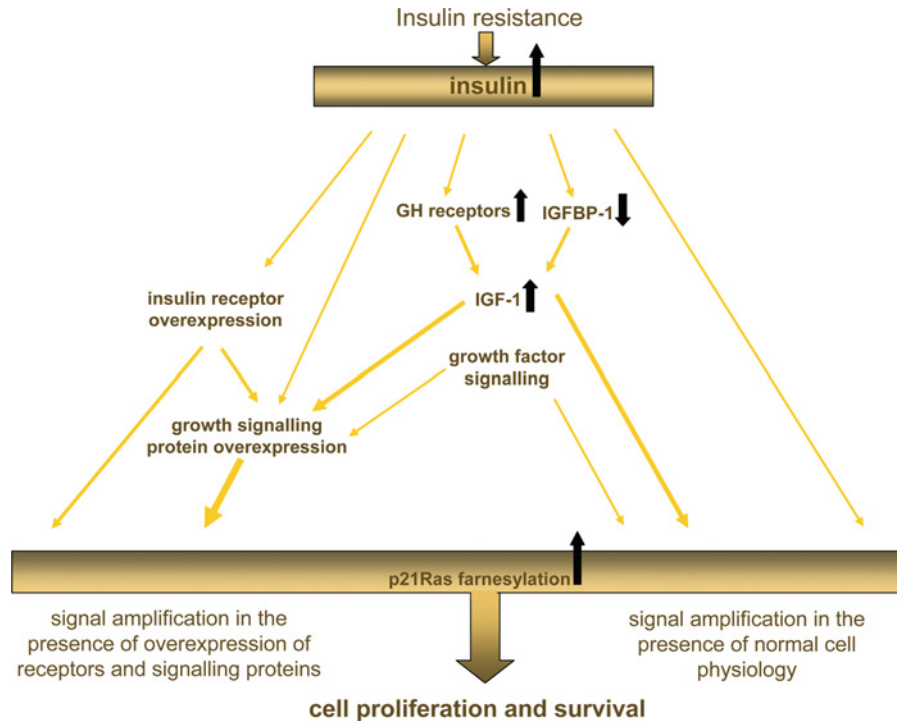 Insulin resistance
insulin
GH receptors
IGFBP-1
insulin receptor
overexpression
IGF-1
growth factor
signalling
growth signalling
protein overexpression
p21Ras farnesylation
signal amplification in the
presence of overexpression of
receptors and signalling proteins
signal amplification in the
presence of normal cell
physiology
cell proliferation and survival